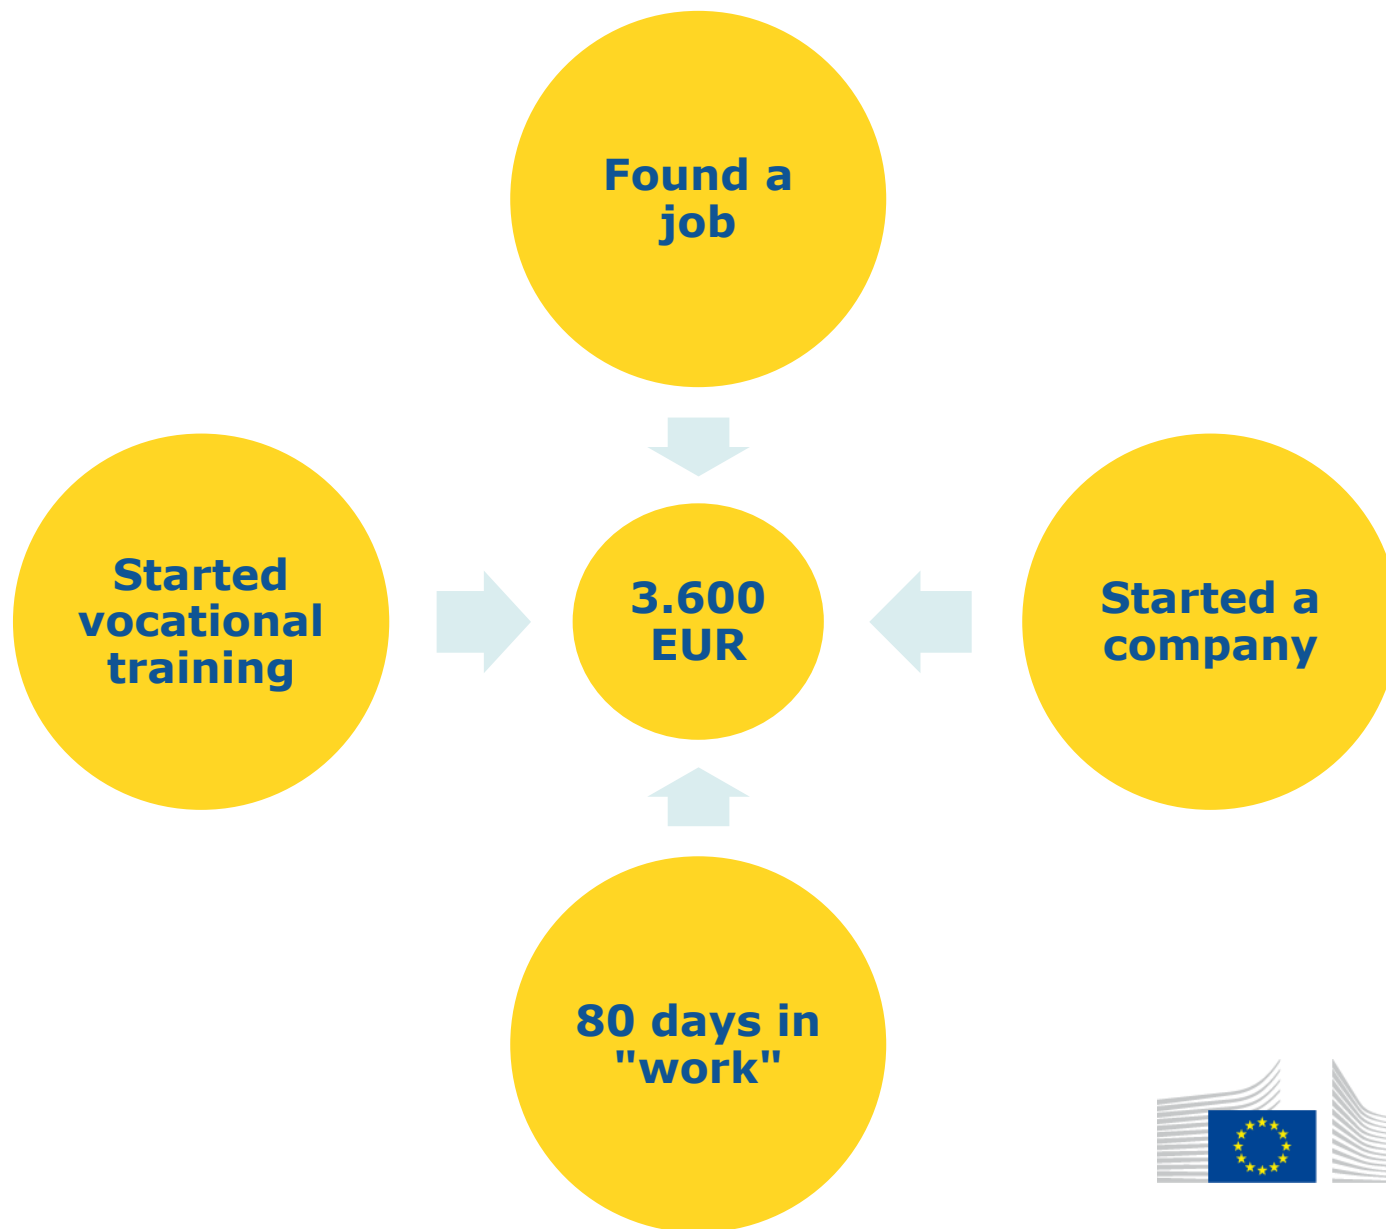 Found a
job
Started
vocational
training
3.600
EUR
Started a
company
80 days in
"work"